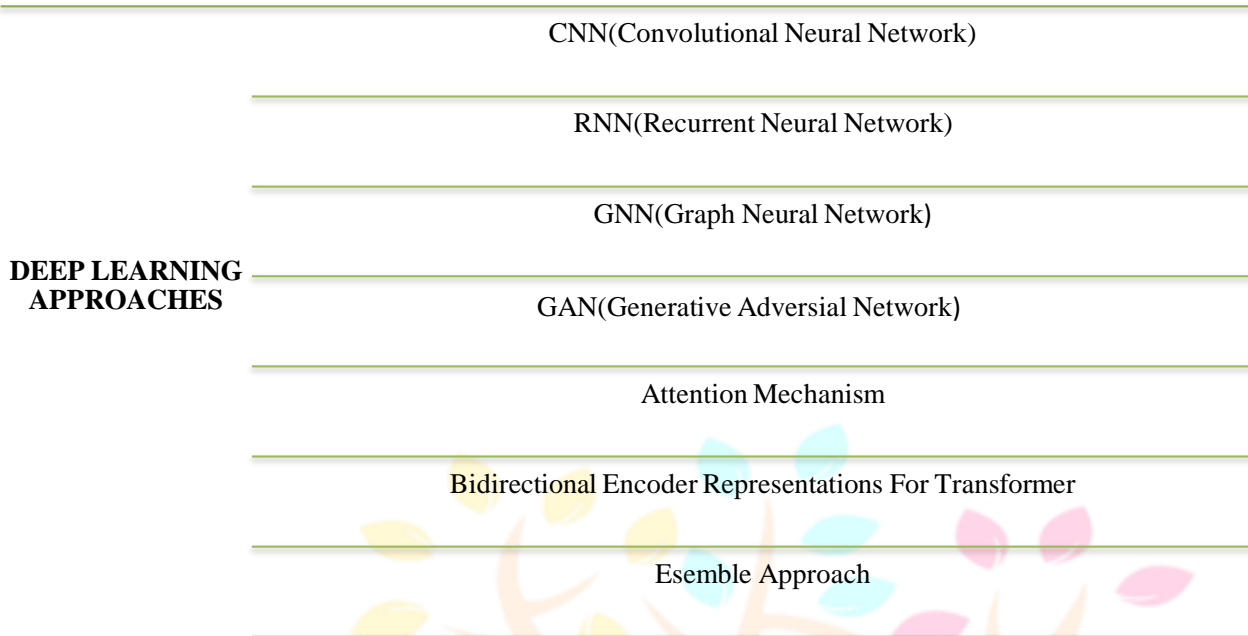 CNN(Convolutional Neural Network)
RNN(Recurrent Neural Network)
GNN(Graph Neural Network)
DEEP LEARNING
APPROACHES
GAN(Generative Adversial Network)
Attention Mechanism
Bidirectional Encoder Representations For Transformer
Esemble Approach